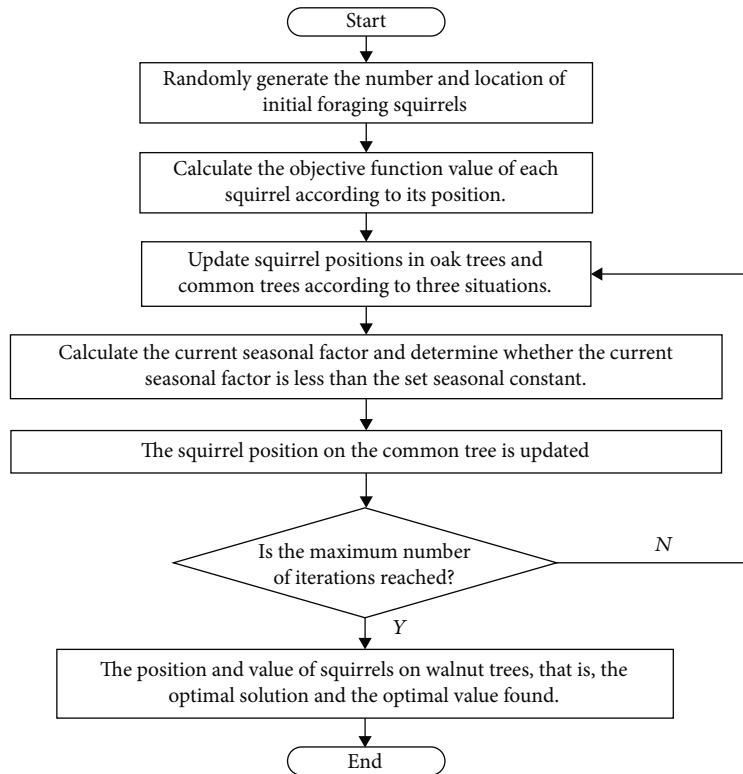 Start
Randomly generate the number and location of
initial foraging squirrels
Calculate the objective function value of each
squirrel according to its position.
Update squirrel positions in oak trees and
common trees according to three situations.
Calculate the current seasonal factor and determine whether the current
seasonal factor is less than the set seasonal constant.
The squirrel position on the common tree is updated
Is the maximum number
of iterations reached?
N
Y
The position and value of squirrels on walnut trees, that is, the
optimal solution and the optimal value found.
End